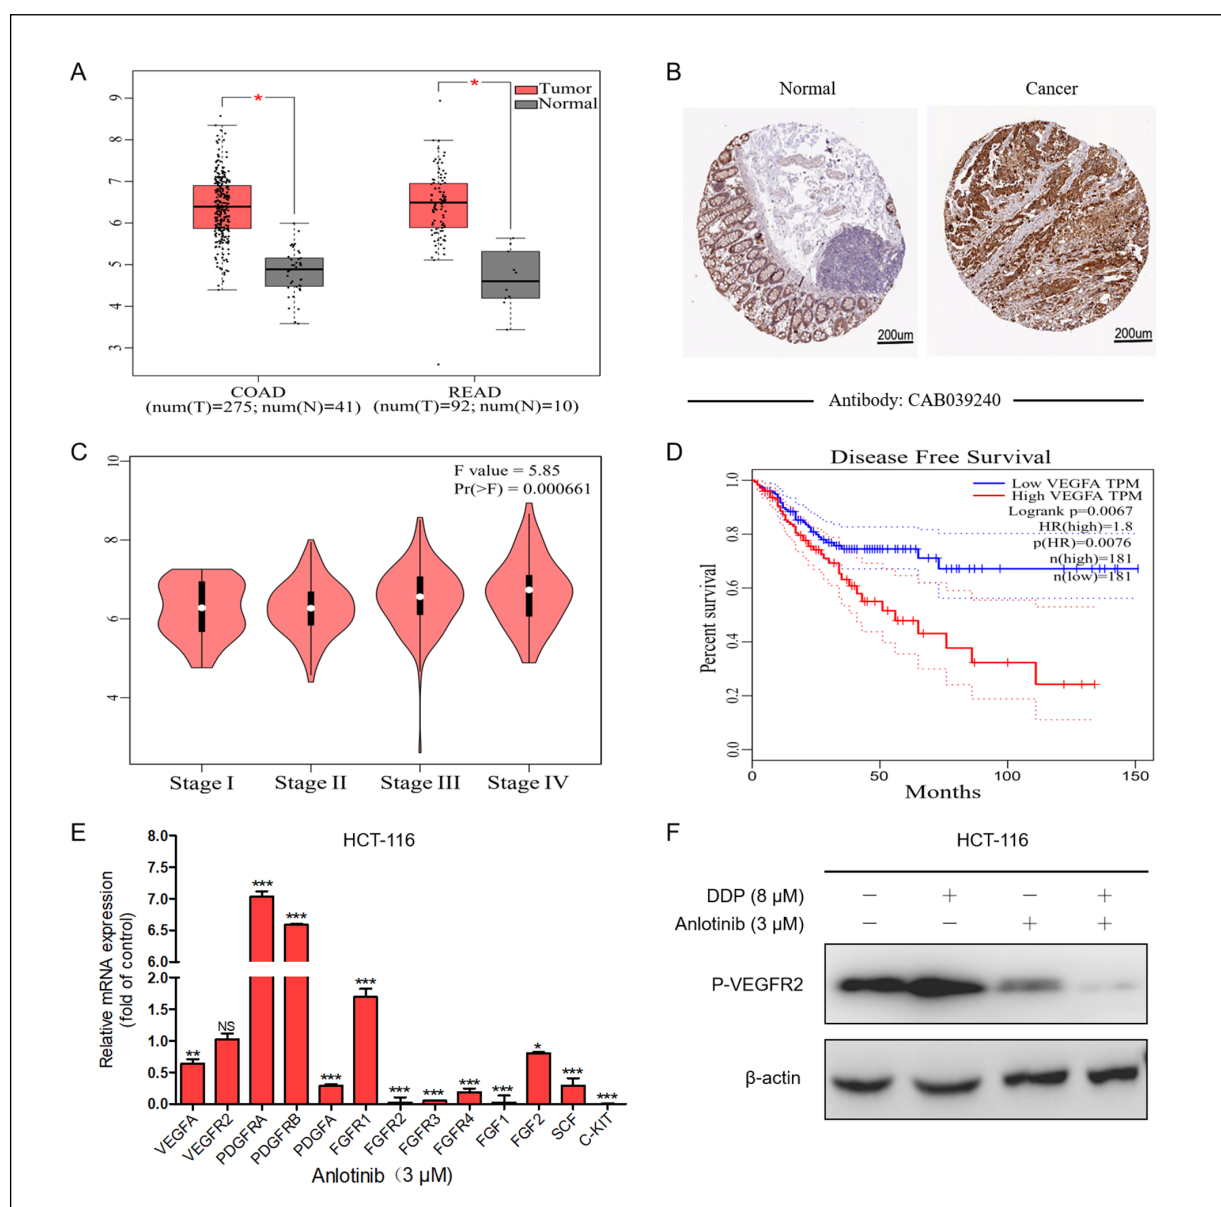 A
Tumor
Normal
*
*
9
8
7
6
5
4
3
COAD
(num(T)=275; num(N)=41)
READ
(num(T)=92; num(N)=10)
B
Normal
Cancer
200um
200um
Antibody: CAB039240
C
F value = 5.85
Pr(>F) = 0.000661
10
8
6
4
Stage I
Stage II
Stage III
Stage IV
D
Disease Free Survival
Low VEGFA TPM
High VEGFA TPM
Logrank p=0.0067
HR(high)=1.8
p(HR)=0.0076
n(high)=181
n(low)=181
Percent survival
1.0
0.8
0.6
0.4
0.2
0.0
0
50
100
150
Months
E
HCT-116
Relative mRNA expression
(fold of control)
8.0
7.5
7.0
6.5
6.0
2.0
1.5
1.0
0.5
0.0
**
NS
***
***
***
***
***
***
***
***
*
***
***
VEGFA
VEGFR2
PDGFRA
PDGFRB
PDGFA
FGFR1
FGFR2
FGFR3
FGFR4
FGF1
FGF2
SCF
C-KIT
Anlotinib（3 μM)
F
HCT-116
DDP (8 μM) − + − +
Anlotinib (3 μM) − − + +
P-VEGFR2
β-actin